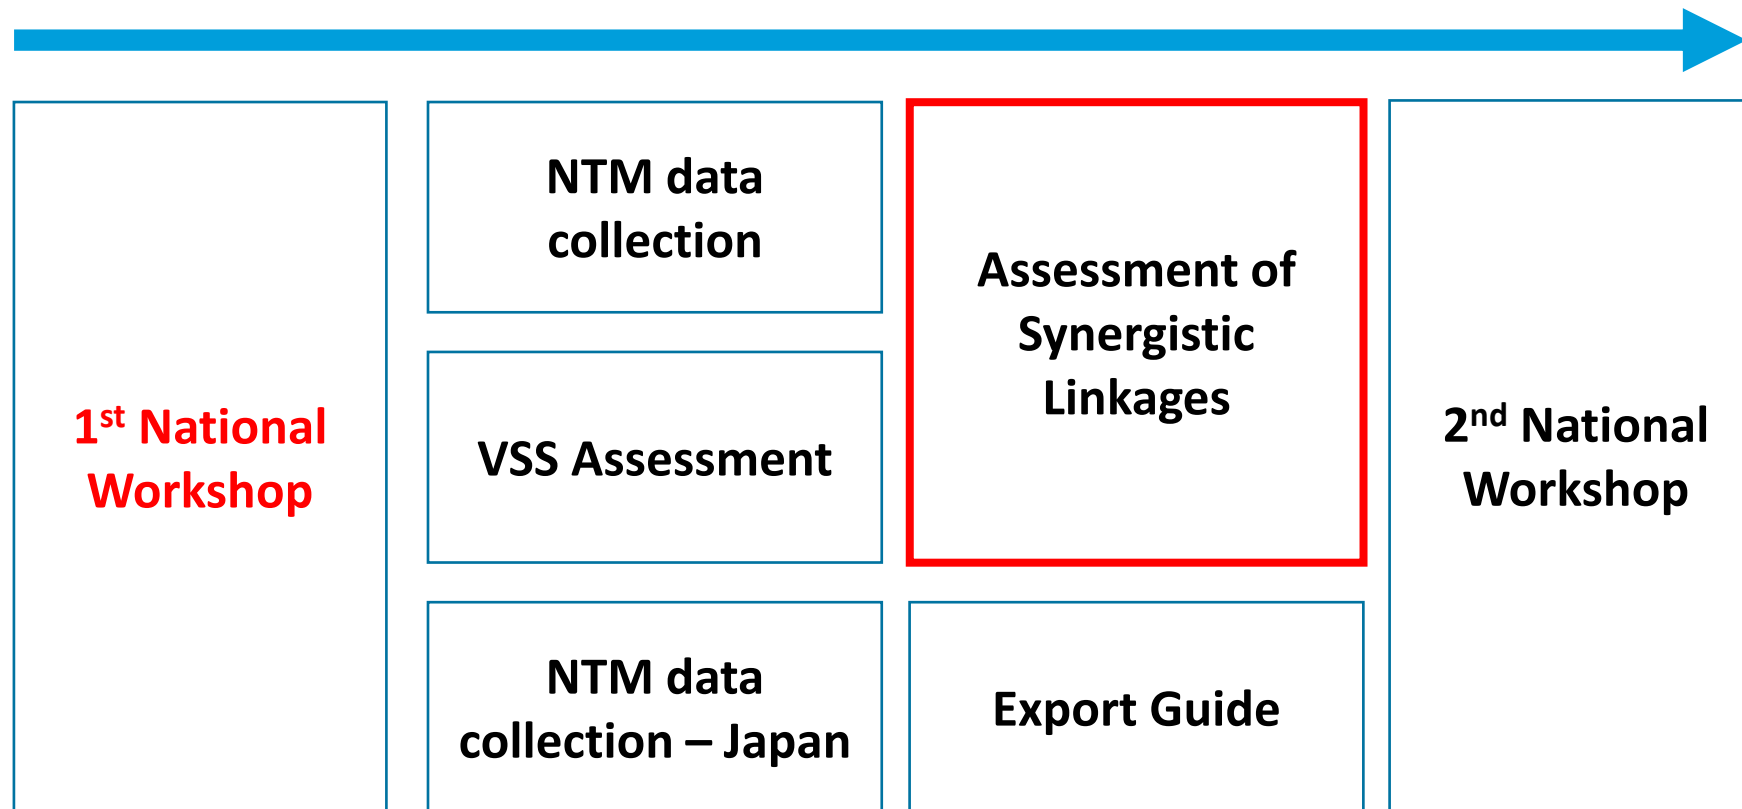 1st National
Workshop
NTM data
collection
VSS Assessment
NTM data
collection – Japan
Assessment of
Synergistic
Linkages
Export Guide
2nd National
Workshop